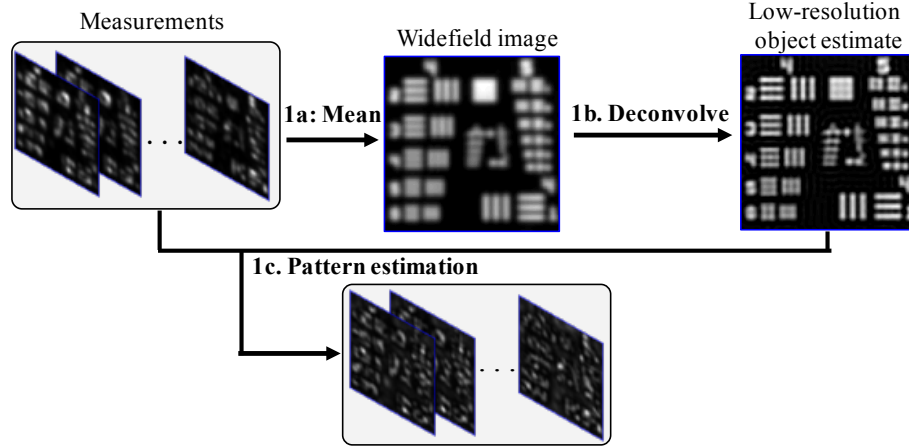 Measurements
Widefield image
Low-resolution
object estimate
1a: Mean
1b. Deconvolve
. . .
1c. Pattern estimation
. . .